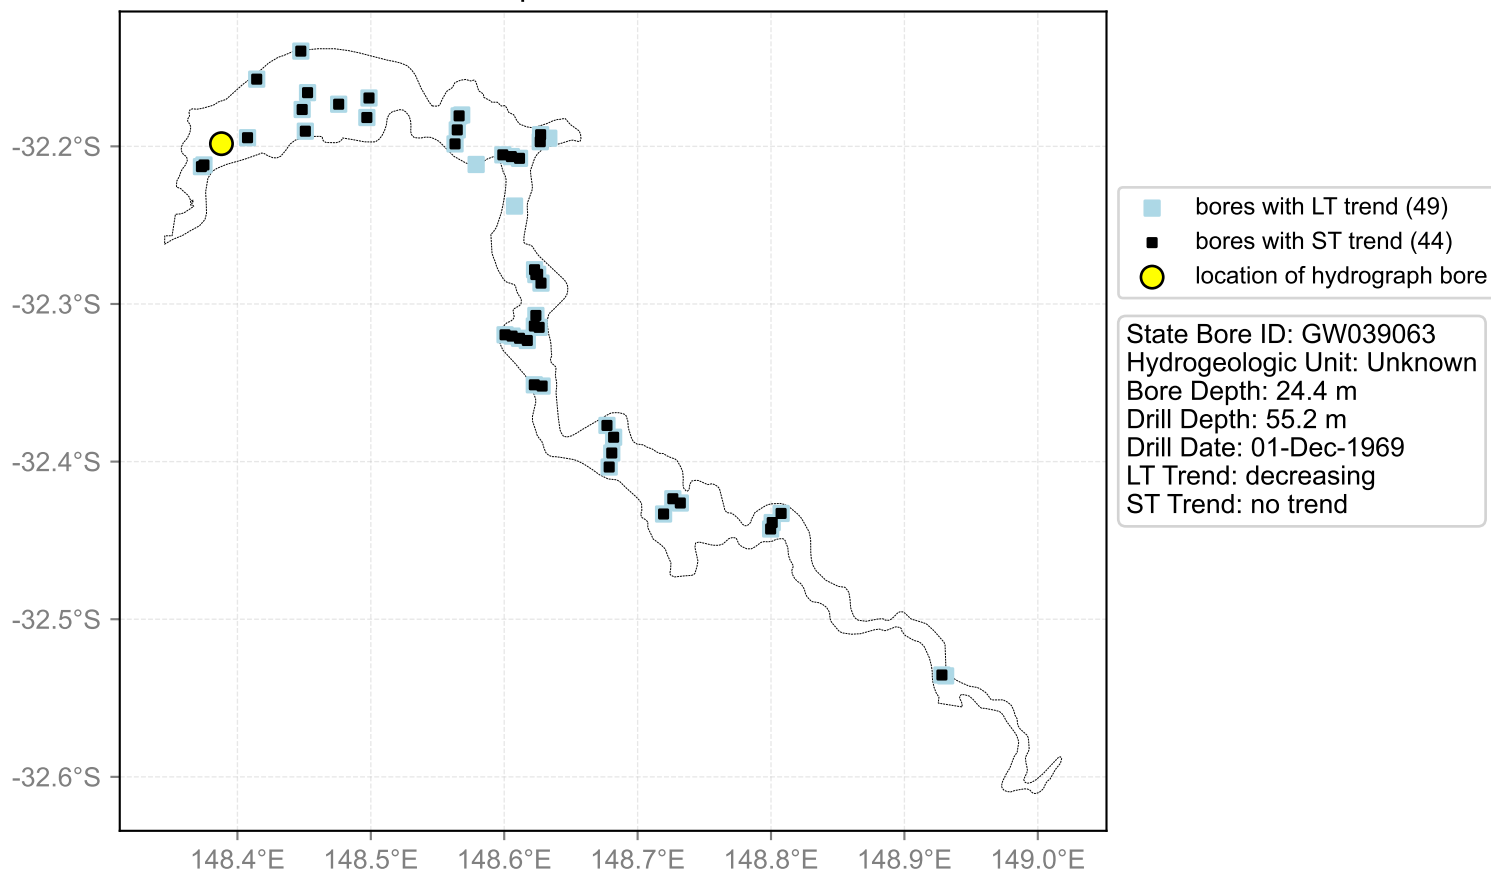 -32.2°S
-32.3°S
-32.4°S
-32.5°S
-32.6°S
148.4°E 148.5°E 148.6°E 148.7°E 148.8°E 148.9°E 149.0°E
bores with LT trend (49)
bores with ST trend (44)
location of hydrograph bore
State Bore ID: GW039063
Hydrogeologic Unit: Unknown
Bore Depth: 24.4 m
Drill Depth: 55.2 m
Drill Date: 01-Dec-1969
LT Trend: decreasing
ST Trend: no trend